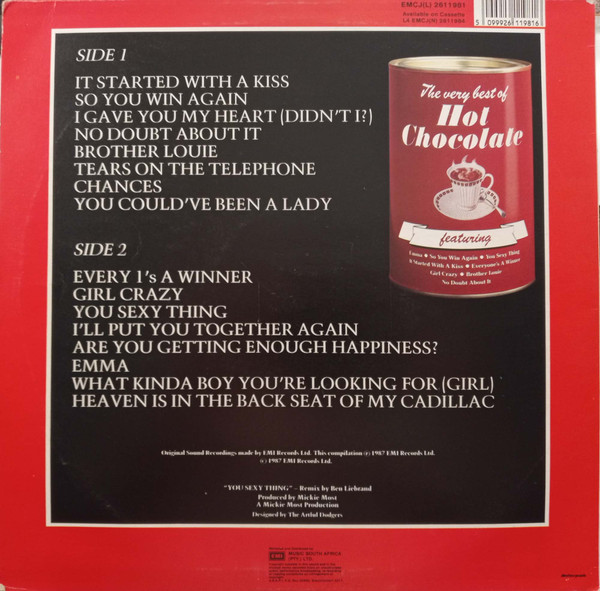 EMCJ(L) 3611981
Available on Cassette
L4 EMCJ(R) 3611984
5 099926 119816
SIDE 1
IT STARTED WITH A KISS
SO YOU WIN AGAIN
I GAVE YOU MY HEART (DIDN'T I?)
NO DOUBT ABOUT IT
BROTHER LOUIE
TEARS ON THE TELEPHONE
CHANCES
YOU COULD'VE BEEN A LADY
The very best of
Hot
Chocolate
featuring
Emma ★ So You Win Again ★ You Sexy Thing
It Started With A Kiss ★ Everyone's A Winner
Girl Crazy ★ Brother Louie
No Doubt About It
SIDE 2
EVERY 1's A WINNER
GIRL CRAZY
YOU SEXY THING
I'LL PUT YOU TOGETHER AGAIN
ARE YOU GETTING ENOUGH HAPPINESS?
EMMA
WHAT KINDA BOY YOU'RE LOOKING FOR (GIRL)
HEAVEN IS IN THE BACK SEAT OF MY CADILLAC
Original Sound Recordings made by EMI Records Ltd. This compilation ℗ 1987 EMI Records Ltd.
© 1987 EMI Records Ltd.
"YOU SEXY THING" – Remix by Ben Liebrand
Produced by Mickie Most
A Mickie Most Production
Designed by The Artful Dodgers
EMI
MUSIC SOUTH AFRICA
(PTY) LTD.